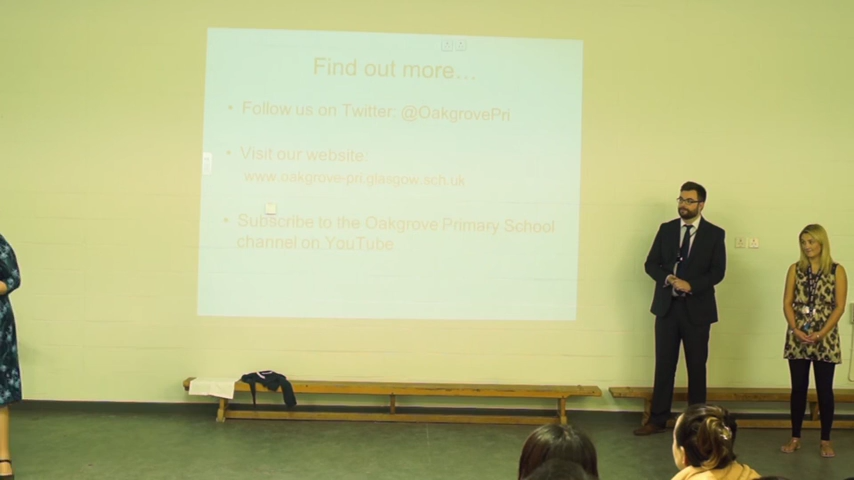 Find out more...
• Follow us on Twitter: @OakgrovePri
• Visit our website:
www.oakgrove-pri.glasgow.sch.uk
• Subscribe to the Oakgrove Primary School
channel on YouTube